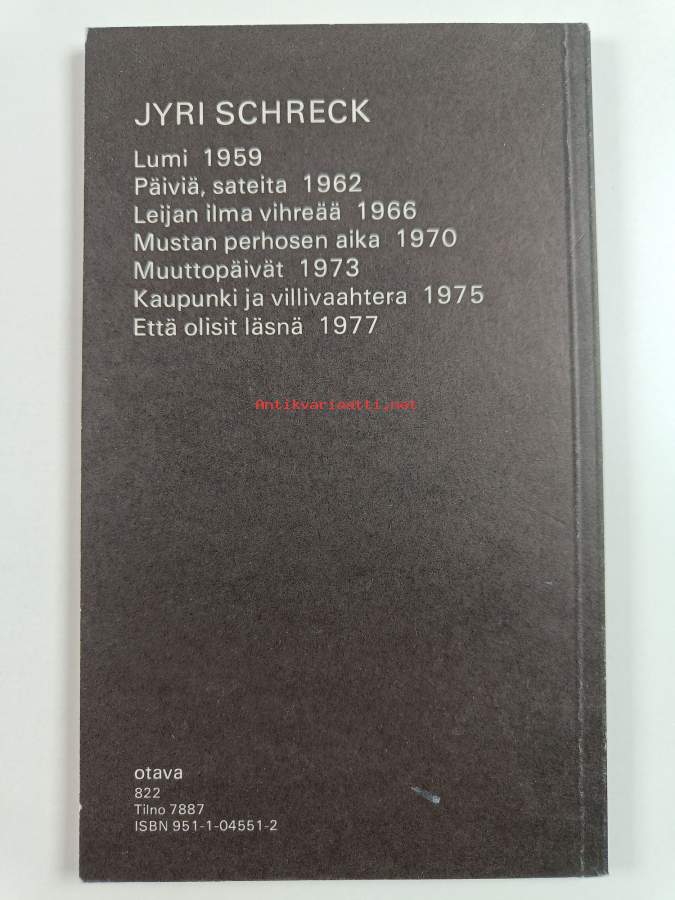 JYRI SCHRECK
Lumi 1959
Päiviä, sateita 1962
Leijan ilma vihreää 1966
Mustan perhosen aika 1970
Muuttopäivät 1973
Kaupunki ja villivaahtera 1975
Että olisit läsnä 1977
Antikvariaatti.net
otava
822
Tilno 7887
ISBN 951-1-04551-2